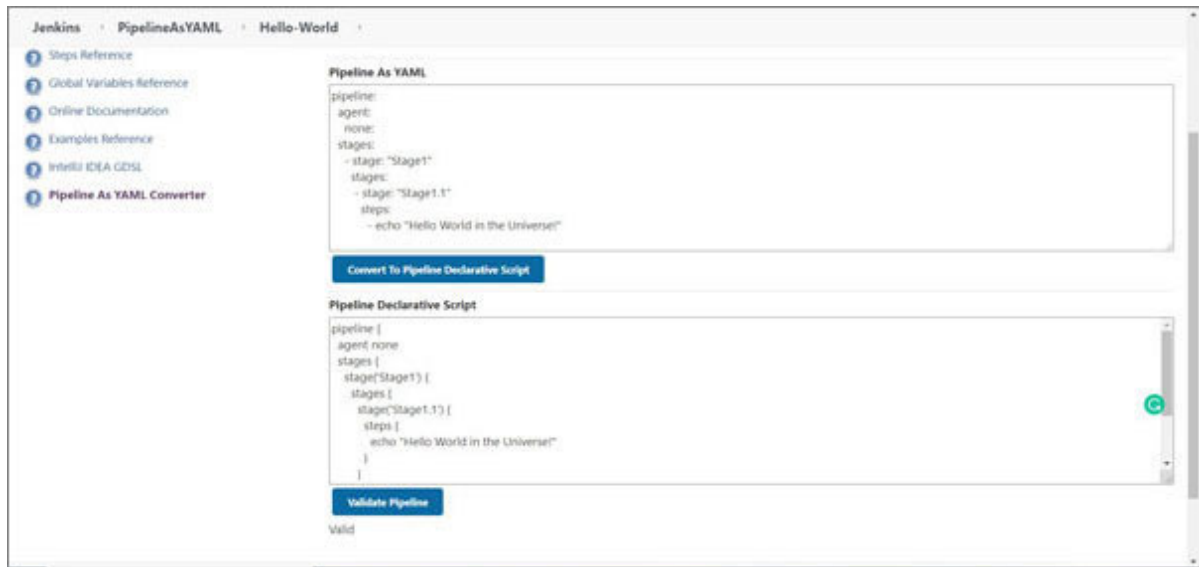 Jenkins PipelineAsYAML Hello-World
Steps Reference
Global Variables Reference
Online Documentation
Examples Reference
IntelliJ IDEA GDSL
Pipeline As YAML Converter
Pipeline As YAML
pipeline:
agent:
none:
stages:
- stage: "Stage1"
stages:
- stage: "Stage1.1"
steps:
- echo "Hello World in the Universe!"
Convert To Pipeline Declarative Script
Pipeline Declarative Script
pipeline {
agent none
stages {
stage('Stage1') {
stages {
stage('Stage1.1') {
steps {
echo "Hello World in the Universe!"
}
}
Validate Pipeline
Valid